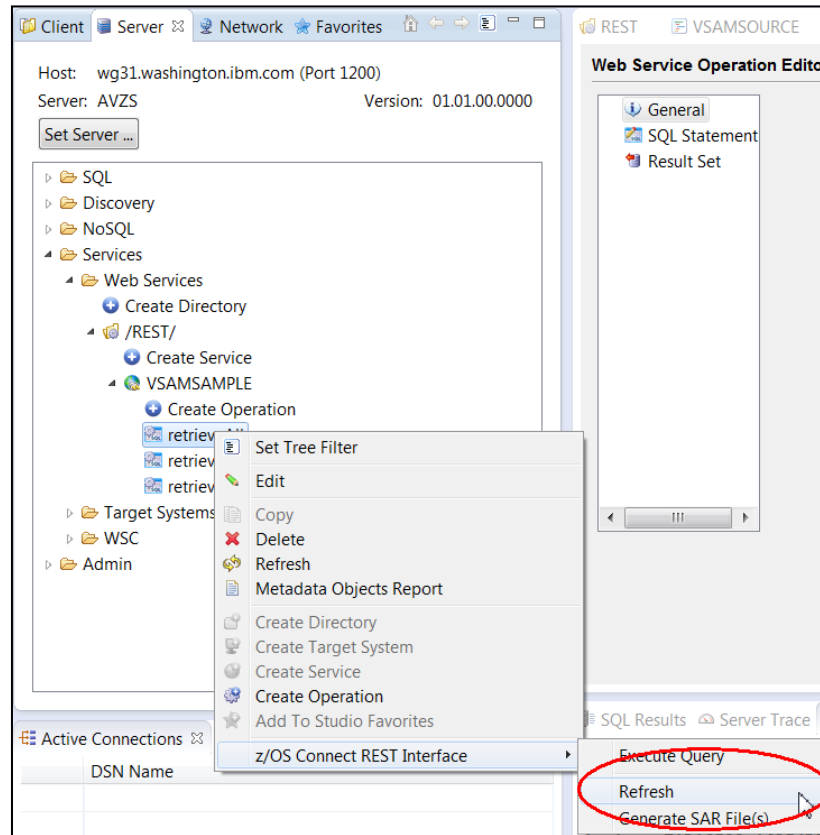 Client Server Network Favorites
Host: wg31.washington.ibm.com (Port 1200)
Server: AVZS Version: 01.01.00.0000
Set Server ...
SQL
Discovery
NoSQL
Services
Web Services
Create Directory
/REST/
Create Service
VSAMSAMPLE
Create Operation
retriev
retriev
retriev
Target Systems
WSC
Admin
Set Tree Filter
Edit
Copy
Delete
Refresh
Metadata Objects Report
Create Directory
Create Target System
Create Service
Create Operation
Add To Studio Favorites
z/OS Connect REST Interface
Execute Query
Refresh
Generate SAR File(s)
Active Connections
DSN Name
REST VSAMSOURCE
Web Service Operation Edito
General
SQL Statement
Result Set
SQL Results Server Trace